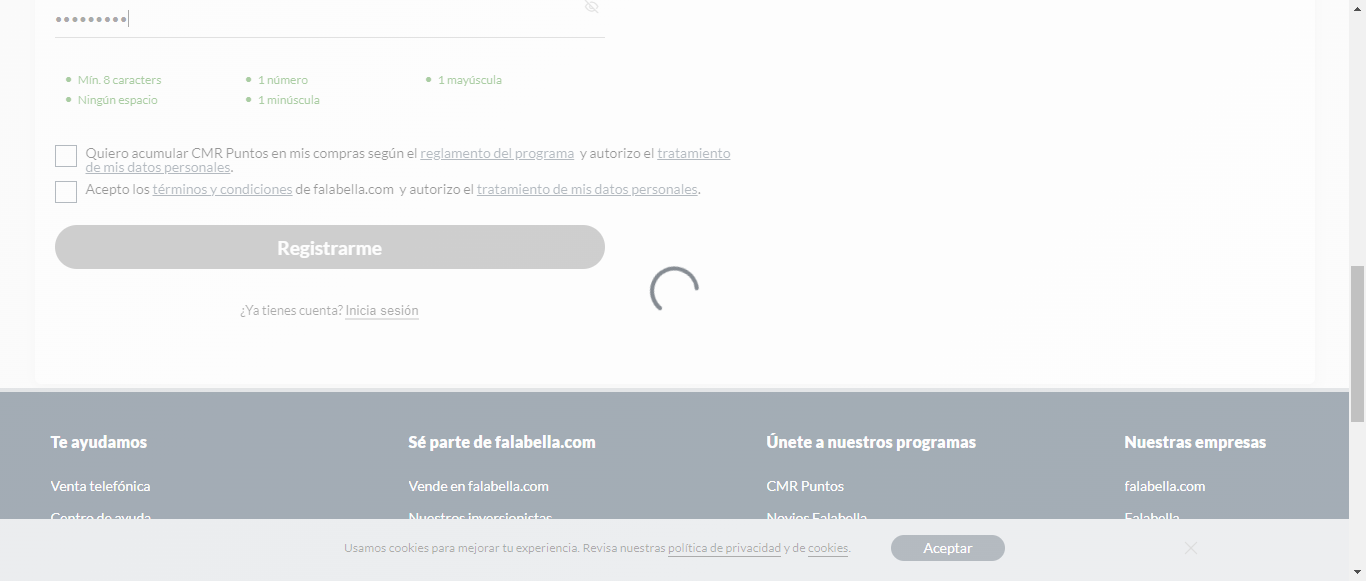 •••••••••
Mín. 8 caracters
1 número
1 mayúscula
Ningún espacio
1 minúscula
Quiero acumular CMR Puntos en mis compras según el reglamento del programa y autorizo el tratamiento
de mis datos personales.
Acepto los términos y condiciones de falabella.com y autorizo el tratamiento de mis datos personales.
Registrarme
¿Ya tienes cuenta? Inicia sesión
Te ayudamos
Sé parte de falabella.com
Únete a nuestros programas
Nuestras empresas
Venta telefónica
Vende en falabella.com
CMR Puntos
falabella.com
Centro de ayuda
Nuestros inversionistas
Novios Falabella
Falabella
Usamos cookies para mejorar tu experiencia. Revisa nuestras política de privacidad y de cookies.
Aceptar